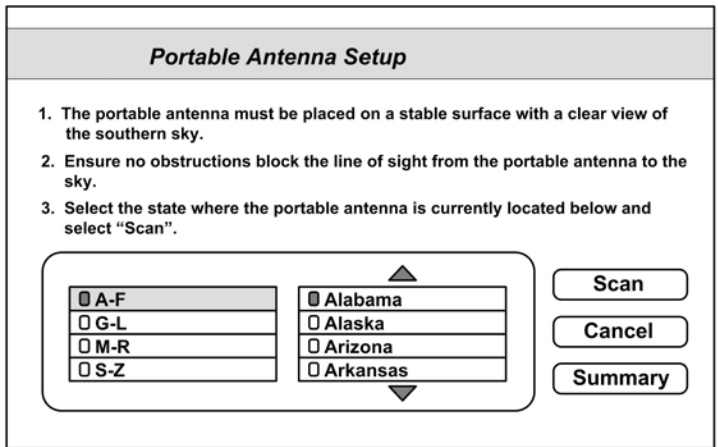 Portable Antenna Setup
1. The portable antenna must be placed on a stable surface with a clear view of
the southern sky.
2. Ensure no obstructions block the line of sight from the portable antenna to the
sky.
3. Select the state where the portable antenna is currently located below and
select “Scan”.
A-F
G-L
M-R
S-Z
Alabama
Alaska
Arizona
Arkansas
Scan
Cancel
Summary